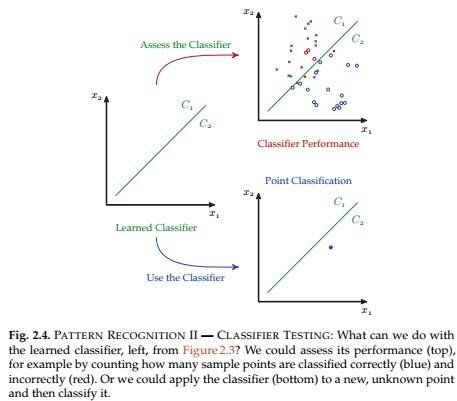 x₂
C₁
C₂
Assess the Classifier
x₁
Classifier Performance
x₂
C₁
C₂
x₁
Learned Classifier
Point Classification
x₂
C₁
C₂
Use the Classifier
x₁
Fig. 2.4. PATTERN RECOGNITION II — CLASSIFIER TESTING: What can we do with
the learned classifier, left, from Figure 2.3? We could assess its performance (top),
for example by counting how many sample points are classified correctly (blue) and
incorrectly (red). Or we could apply the classifier (bottom) to a new, unknown point
and then classify it.